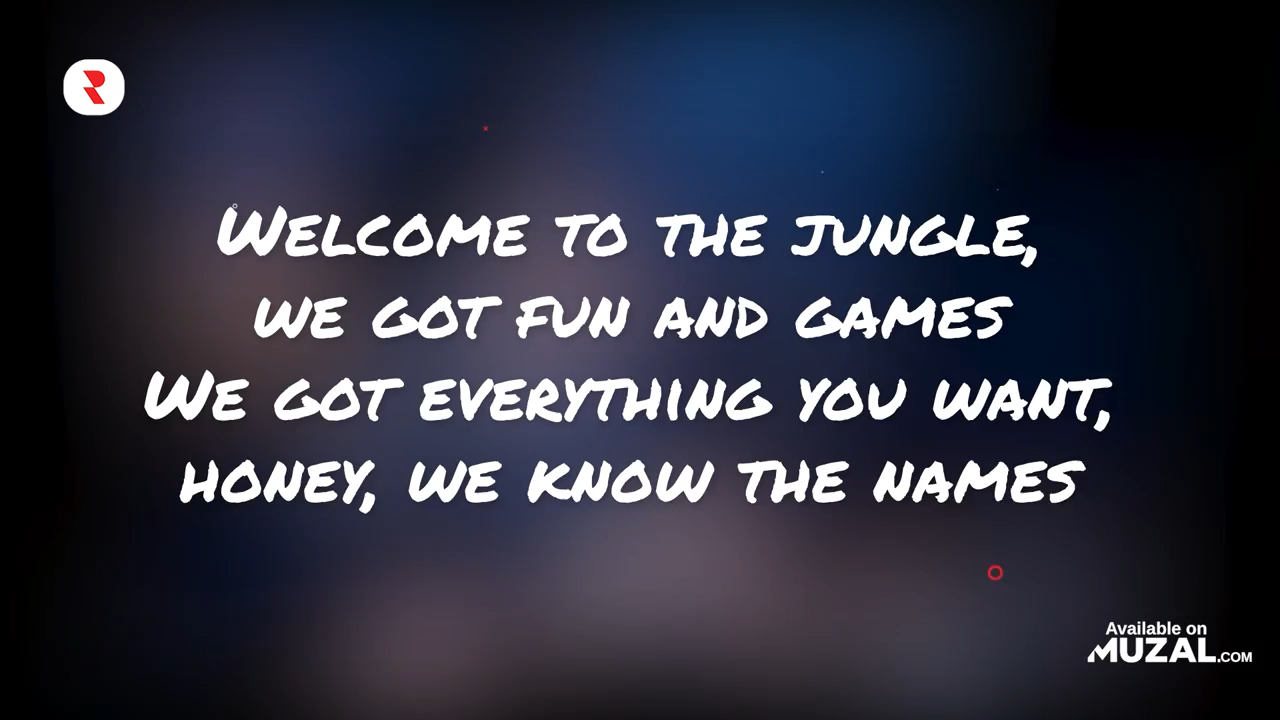 Welcome to the jungle,
we got fun and games
We got everything you want,
honey, we know the names
Available on
MUZAL.COM